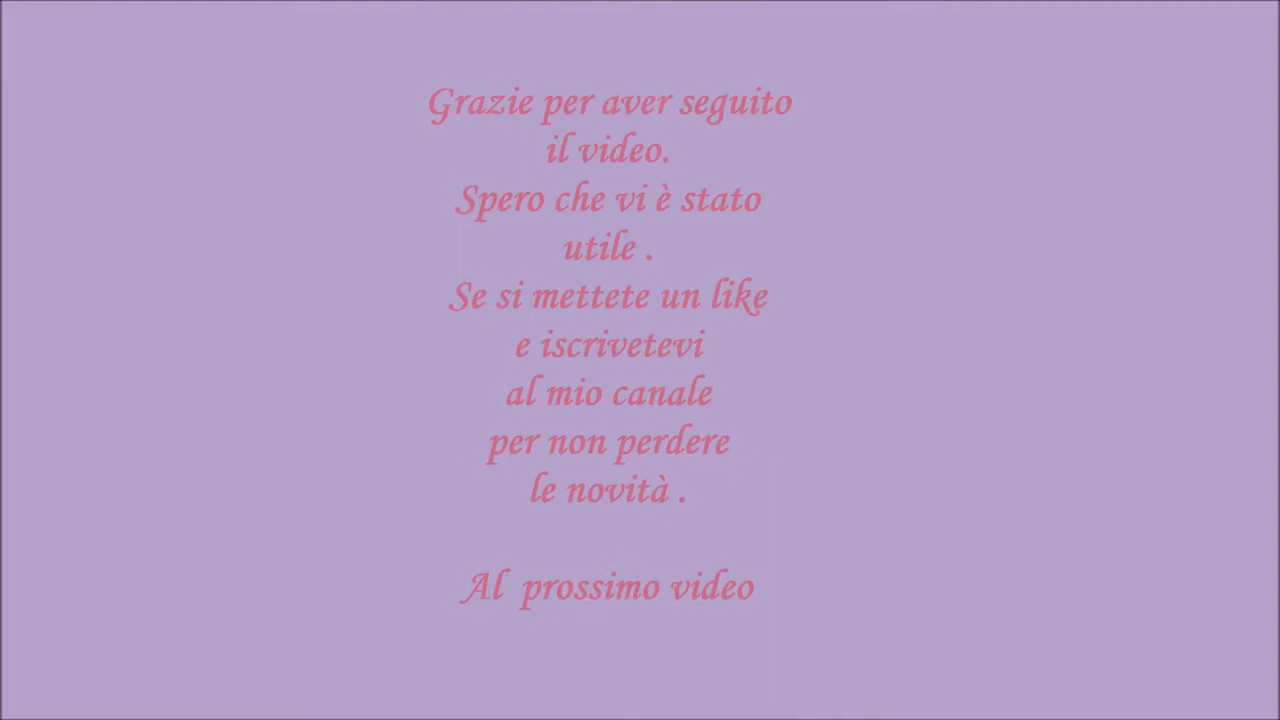 Grazie per aver seguito
il video.
Spero che vi è stato
utile .
Se si mettete un like
e iscrivetevi
al mio canale
per non perdere
le novità .
Al prossimo video